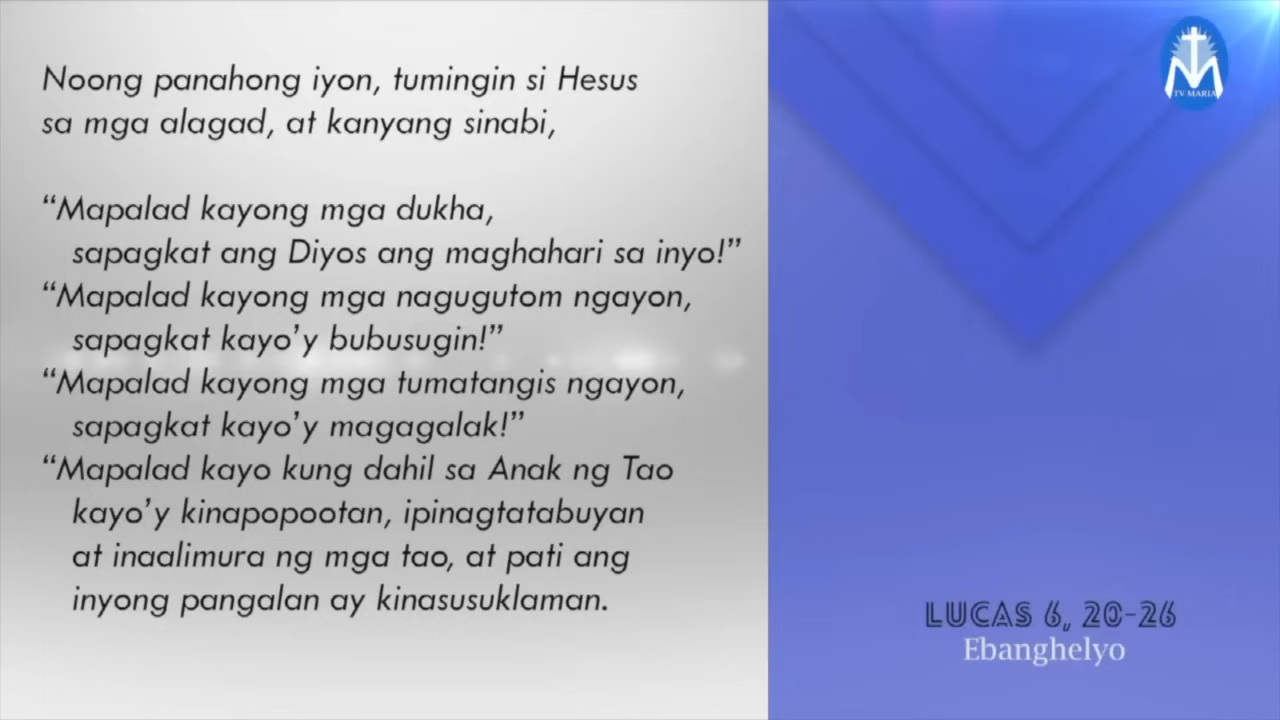 Noong panahong iyon, tumingin si Hesus
sa mga alagad, at kanyang sinabi,
“Mapalad kayong mga dukha,
sapagkat ang Diyos ang maghahari sa inyo!”
“Mapalad kayong mga nagugutom ngayon,
sapagkat kayo’y bubusugin!”
“Mapalad kayong mga tumatangis ngayon,
sapagkat kayo’y magagalak!”
“Mapalad kayo kung dahil sa Anak ng Tao
kayo’y kinapopootan, ipinagtatabuyan
at inaalimura ng mga tao, at pati ang
inyong pangalan ay kinasusuklaman.
TV MARIA
LUCAS 6, 20-26
Ebanghelyo